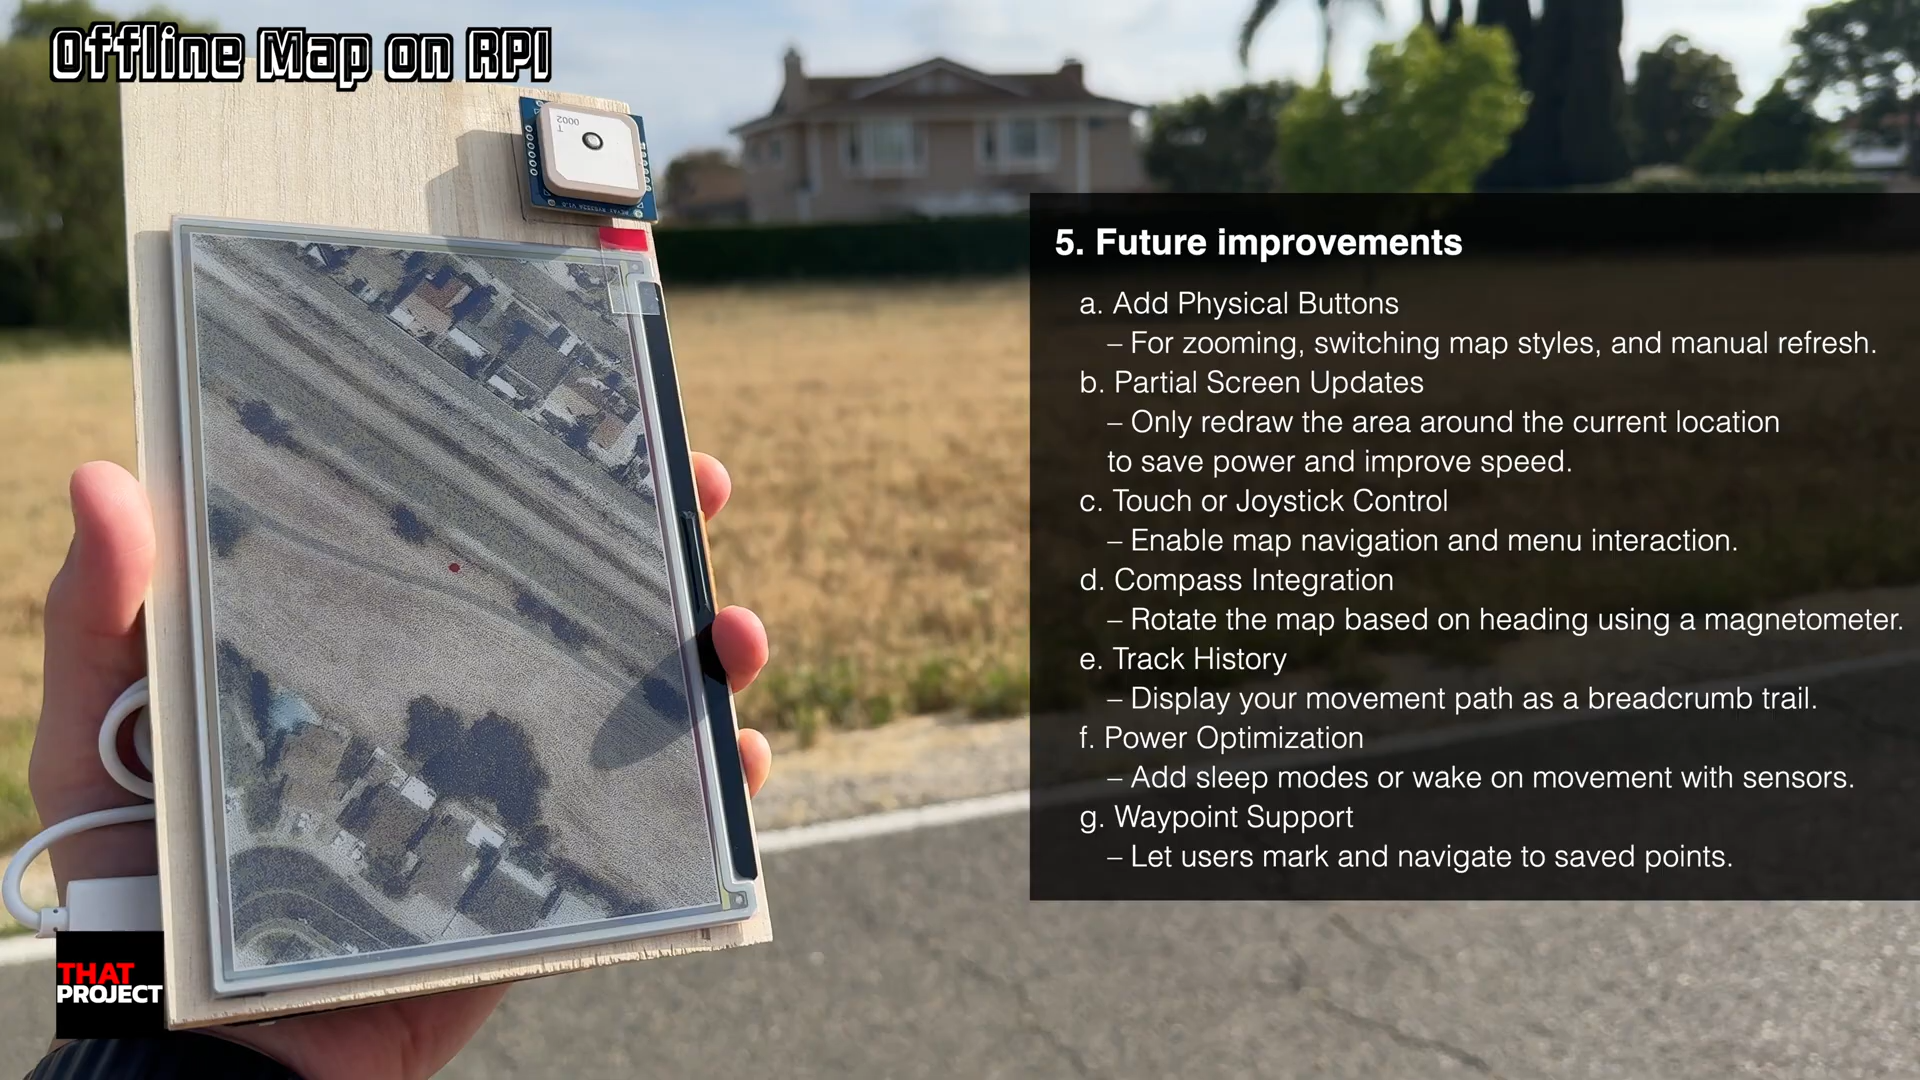 Offline Map on RPI
0002
T
5. Future improvements
a. Add Physical Buttons
– For zooming, switching map styles, and manual refresh.
b. Partial Screen Updates
– Only redraw the area around the current location
to save power and improve speed.
c. Touch or Joystick Control
– Enable map navigation and menu interaction.
d. Compass Integration
– Rotate the map based on heading using a magnetometer.
e. Track History
– Display your movement path as a breadcrumb trail.
f. Power Optimization
– Add sleep modes or wake on movement with sensors.
g. Waypoint Support
– Let users mark and navigate to saved points.
THAT
PROJECT